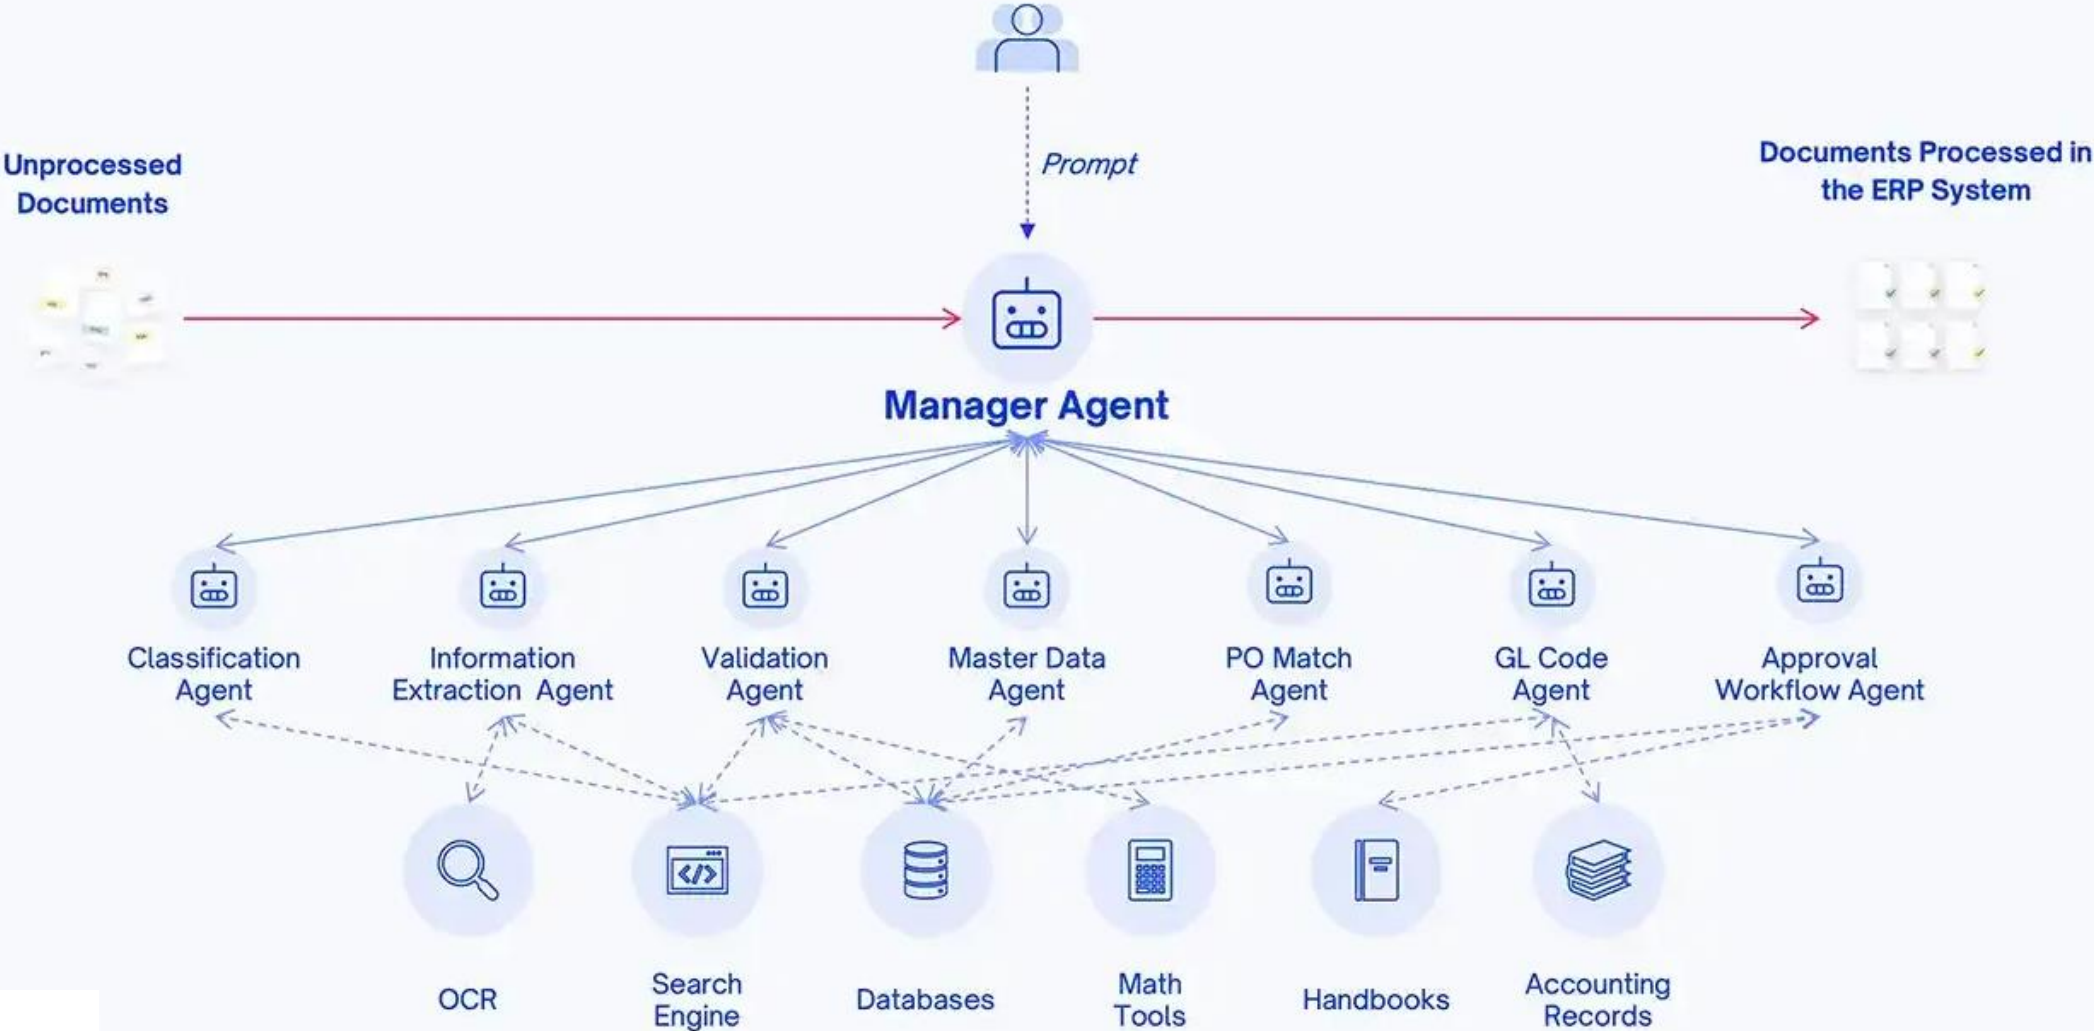 Prompt
Unprocessed
Documents
Documents Processed in
the ERP System
Manager Agent
Classification
Agent
Information
Extraction Agent
Validation
Agent
Master Data
Agent
PO Match
Agent
GL Code
Agent
Approval
Workflow Agent
</>
OCR
Search
Engine
Databases
Math
Tools
Handbooks
Accounting
Records